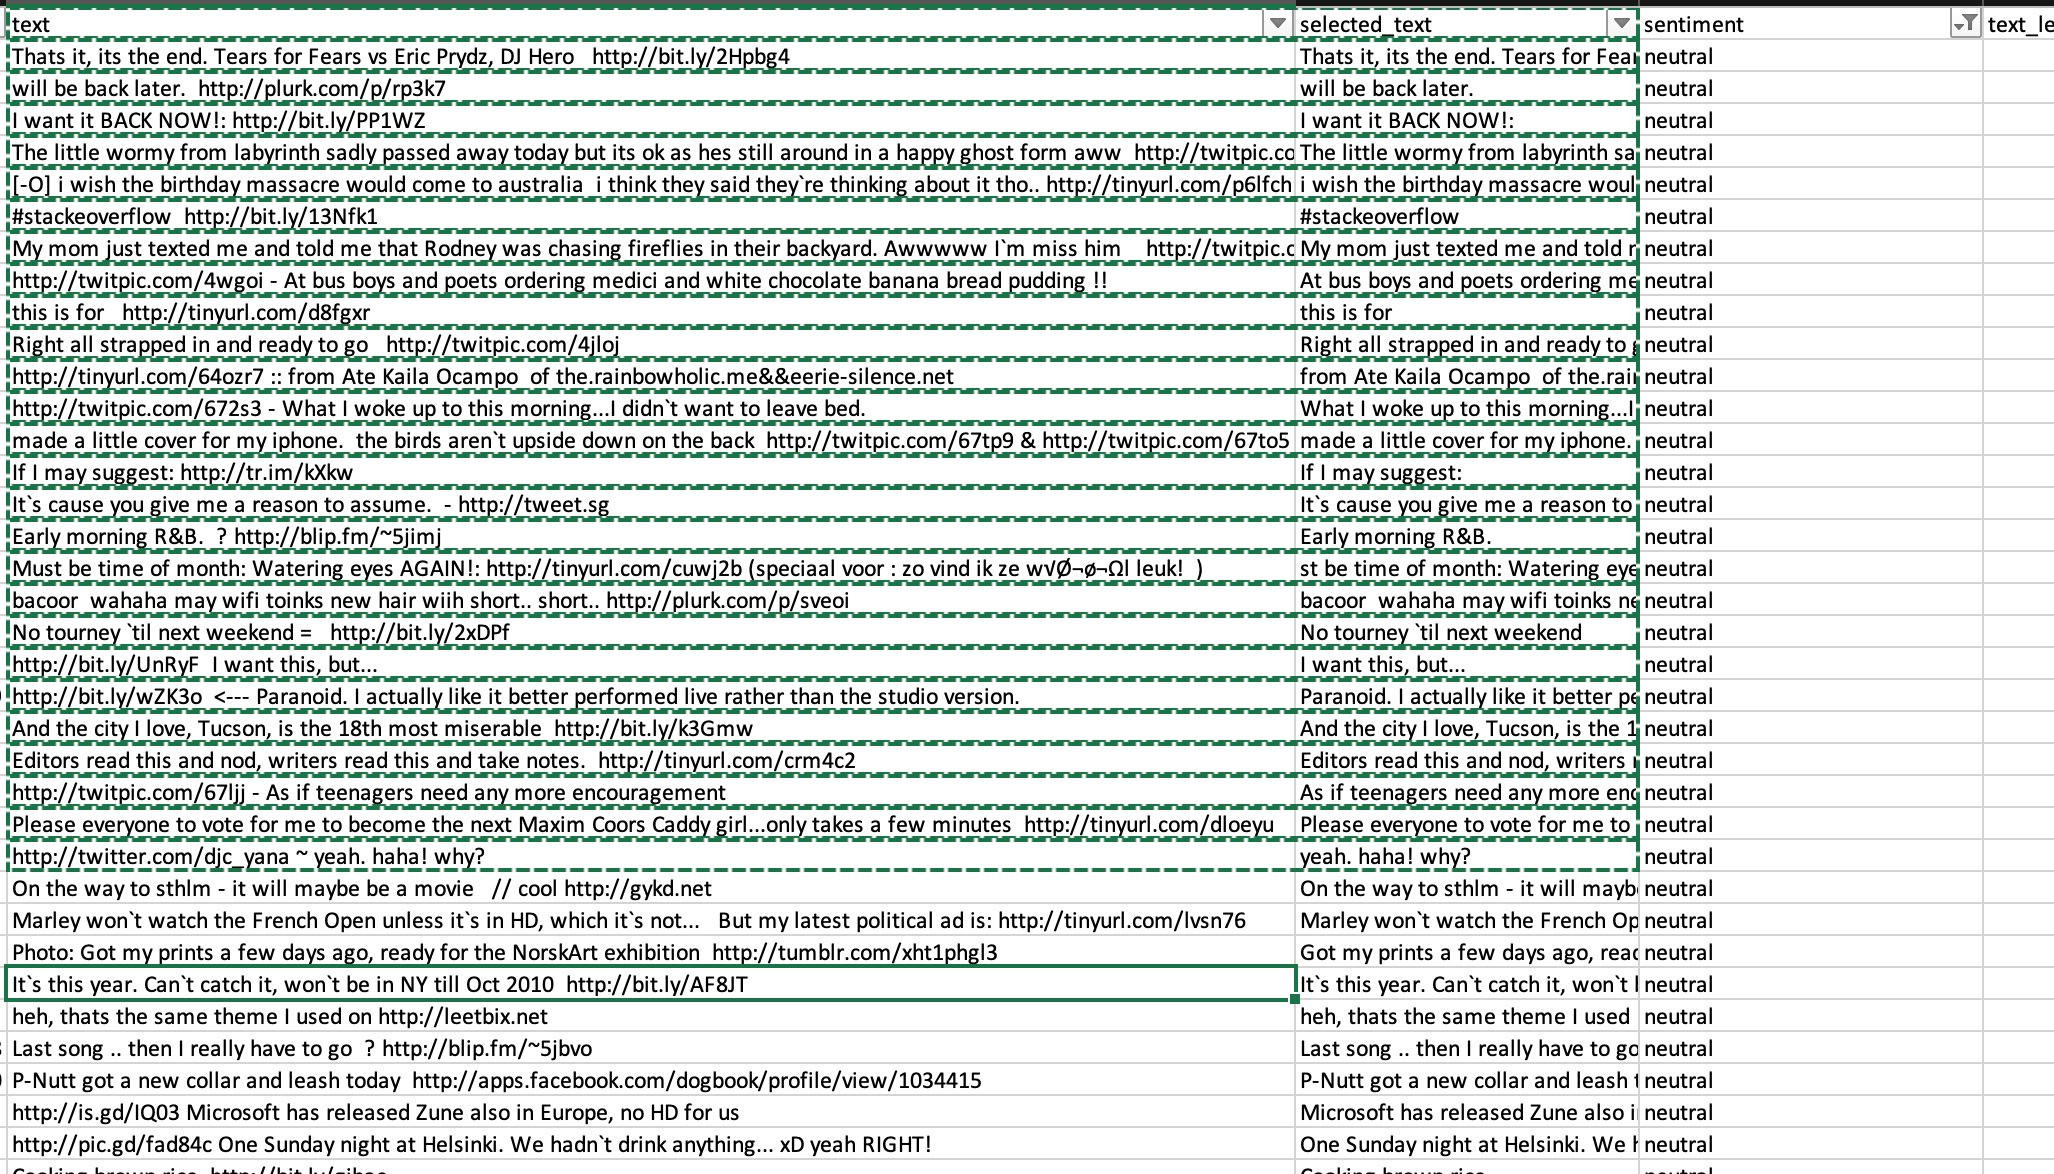 text selected_text sentiment text_le
Thats it, its the end. Tears for Fears vs Eric Prydz, DJ Hero   http://bit.ly/2Hpbg4 Thats it, its the end. Tears for Fear neutral
will be back later.  http://plurk.com/p/rp3k7 will be back later. neutral
I want it BACK NOW!: http://bit.ly/PP1WZ I want it BACK NOW!: neutral
The little wormy from labyrinth sadly passed away today but its ok as hes still around in a happy ghost form aww  http://twitpic.co The little wormy from labyrinth sa neutral
[-O] i wish the birthday massacre would come to australia  i think they said they`re thinking about it tho.. http://tinyurl.com/p6lfch i wish the birthday massacre woul neutral
#stackeoverflow  http://bit.ly/13Nfk1 #stackeoverflow neutral
My mom just texted me and told me that Rodney was chasing fireflies in their backyard. Awwwww I`m miss him    http://twitpic.c My mom just texted me and told neutral
http://twitpic.com/4wgoi - At bus boys and poets ordering medici and white chocolate banana bread pudding !! At bus boys and poets ordering me neutral
this is for   http://tinyurl.com/d8fgxr this is for neutral
Right all strapped in and ready to go   http://twitpic.com/4jloj Right all strapped in and ready to g neutral
http://tinyurl.com/64ozr7 :: from Ate Kaila Ocampo  of the.rainbowholic.me&&eerie-silence.net from Ate Kaila Ocampo  of the.rai neutral
http://twitpic.com/672s3 - What I woke up to this morning...I didn`t want to leave bed. What I woke up to this morning...I neutral
made a little cover for my iphone.  the birds aren`t upside down on the back  http://twitpic.com/67tp9 & http://twitpic.com/67to5 made a little cover for my iphone. neutral
If I may suggest: http://tr.im/kXkw If I may suggest: neutral
It`s cause you give me a reason to assume.  - http://tweet.sg It`s cause you give me a reason to neutral
Early morning R&B.  ? http://blip.fm/~5jimj Early morning R&B. neutral
Must be time of month: Watering eyes AGAIN!: http://tinyurl.com/cuwj2b (speciaal voor : zo vind ik ze w√Ø¬ø¬Ωl leuk!  ) st be time of month: Watering eye neutral
bacoor  wahaha may wifi toinks new hair wiih short.. short.. http://plurk.com/p/sveoi bacoor  wahaha may wifi toinks ne neutral
No tourney `til next weekend =   http://bit.ly/2xDPf No tourney `til next weekend neutral
http://bit.ly/UnRyF  I want this, but... I want this, but... neutral
http://bit.ly/wZK3o  <--- Paranoid. I actually like it better performed live rather than the studio version. Paranoid. I actually like it better pe neutral
And the city I love, Tucson, is the 18th most miserable  http://bit.ly/k3Gmw And the city I love, Tucson, is the 1 neutral
Editors read this and nod, writers read this and take notes.  http://tinyurl.com/crm4c2 Editors read this and nod, writers neutral
http://twitpic.com/67ljj - As if teenagers need any more encouragement As if teenagers need any more enc neutral
Please everyone to vote for me to become the next Maxim Coors Caddy girl...only takes a few minutes  http://tinyurl.com/dloeyu Please everyone to vote for me to neutral
http://twitter.com/djc_yana ~ yeah. haha! why? yeah. haha! why? neutral
On the way to sthlm - it will maybe be a movie   // cool http://gykd.net On the way to sthlm - it will mayb neutral
Marley won`t watch the French Open unless it`s in HD, which it`s not...   But my latest political ad is: http://tinyurl.com/lvsn76 Marley won`t watch the French Op neutral
Photo: Got my prints a few days ago, ready for the NorskArt exhibition  http://tumblr.com/xht1phgl3 Got my prints a few days ago, reac neutral
It`s this year. Can`t catch it, won`t be in NY till Oct 2010  http://bit.ly/AF8JT It`s this year. Can`t catch it, won`t neutral
heh, thats the same theme I used on http://leetbix.net heh, thats the same theme I used neutral
Last song .. then I really have to go  ? http://blip.fm/~5jbvo Last song .. then I really have to go neutral
P-Nutt got a new collar and leash today  http://apps.facebook.com/dogbook/profile/view/1034415 P-Nutt got a new collar and leash t neutral
http://is.gd/IQ03 Microsoft has released Zune also in Europe, no HD for us Microsoft has released Zune also i neutral
http://pic.gd/fad84c One Sunday night at Helsinki. We hadn`t drink anything... xD yeah RIGHT! One Sunday night at Helsinki. We neutral